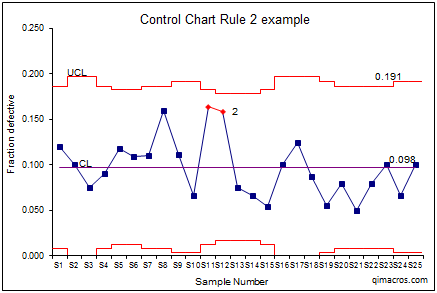 Control Chart Rule 2 example
0.250
0.200
0.150
0.100
0.050
0.000
Fraction defective
UCL
0.191
2
CL
0.098
S1 S2 S3 S4 S5 S6 S7 S8 S9 S10 S11 S12 S13 S14 S15 S16 S17 S18 S19 S20 S21 S22 S23 S24 S25
Sample Number
qimacros.com